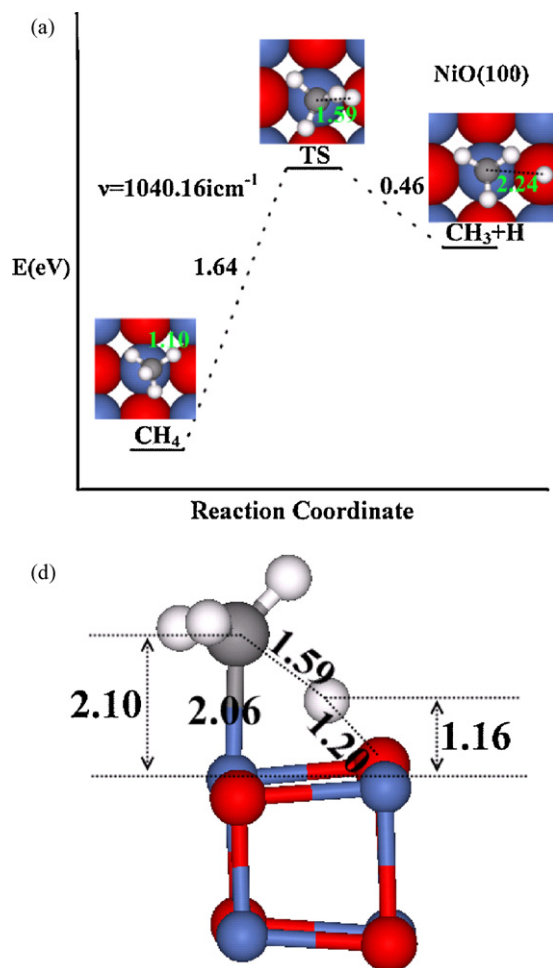 (a)
NiO(100)
1.59
TS
ν=1040.16icm⁻¹
0.46
2.24
CH₃+H
E(eV)
1.64
1.10
CH₄
Reaction Coordinate
(d)
1.59
2.10
2.06
1.20
1.16